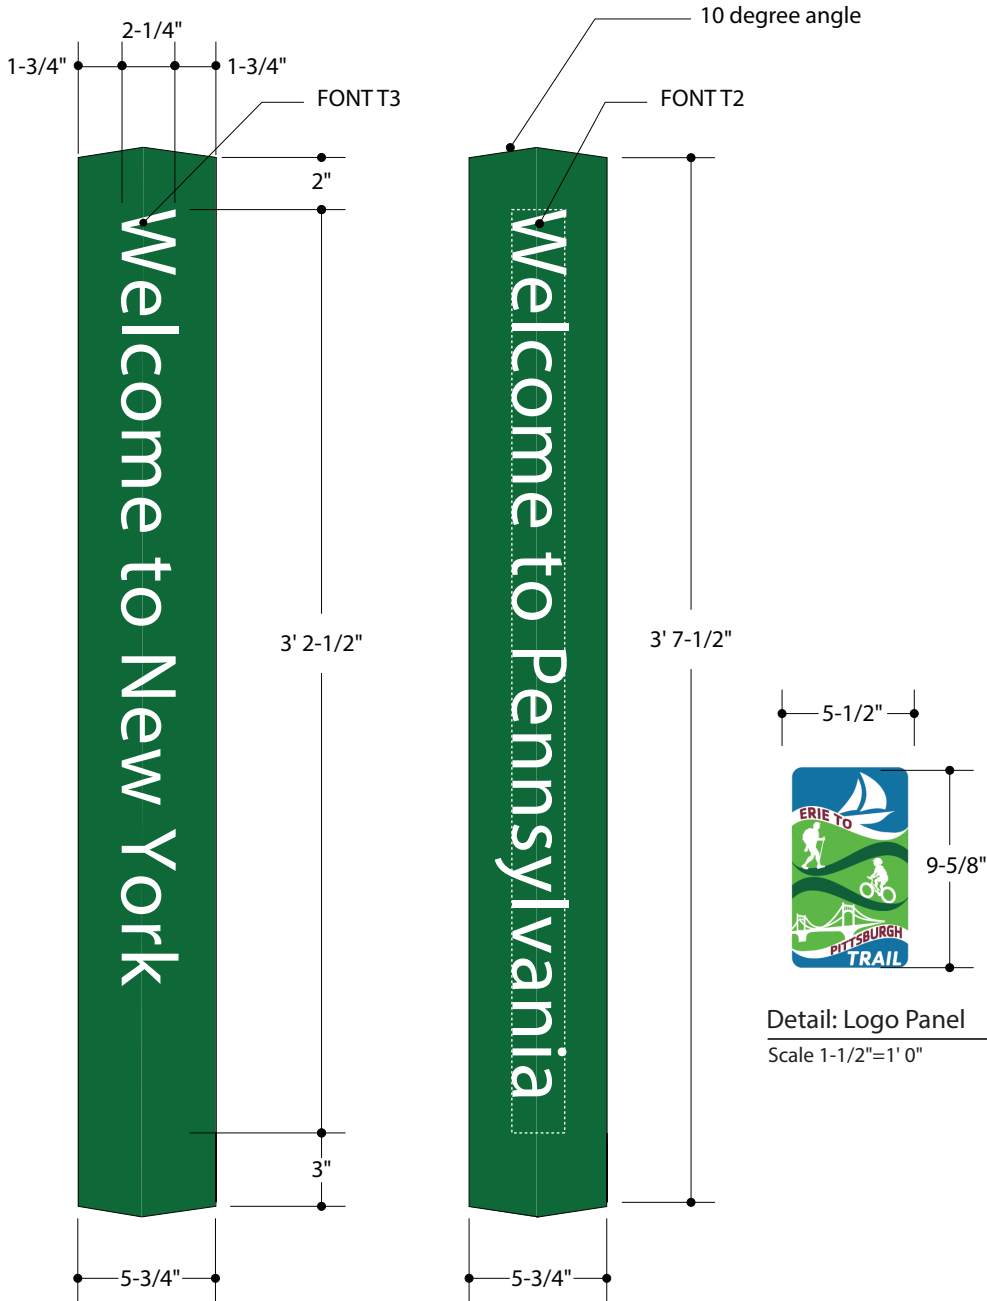 10 degree angle
2-1/4"
1-3/4"
1-3/4"
FONT T3
FONT T2
2"
Welcome to New York
Welcome to Pennsylvania
3' 2-1/2"
3' 7-1/2"
5-1/2"
ERIE TO
9-5/8"
PITTSBURGH
TRAIL
Detail: Logo Panel
Scale 1-1/2"=1' 0"
3"
5-3/4"
5-3/4"